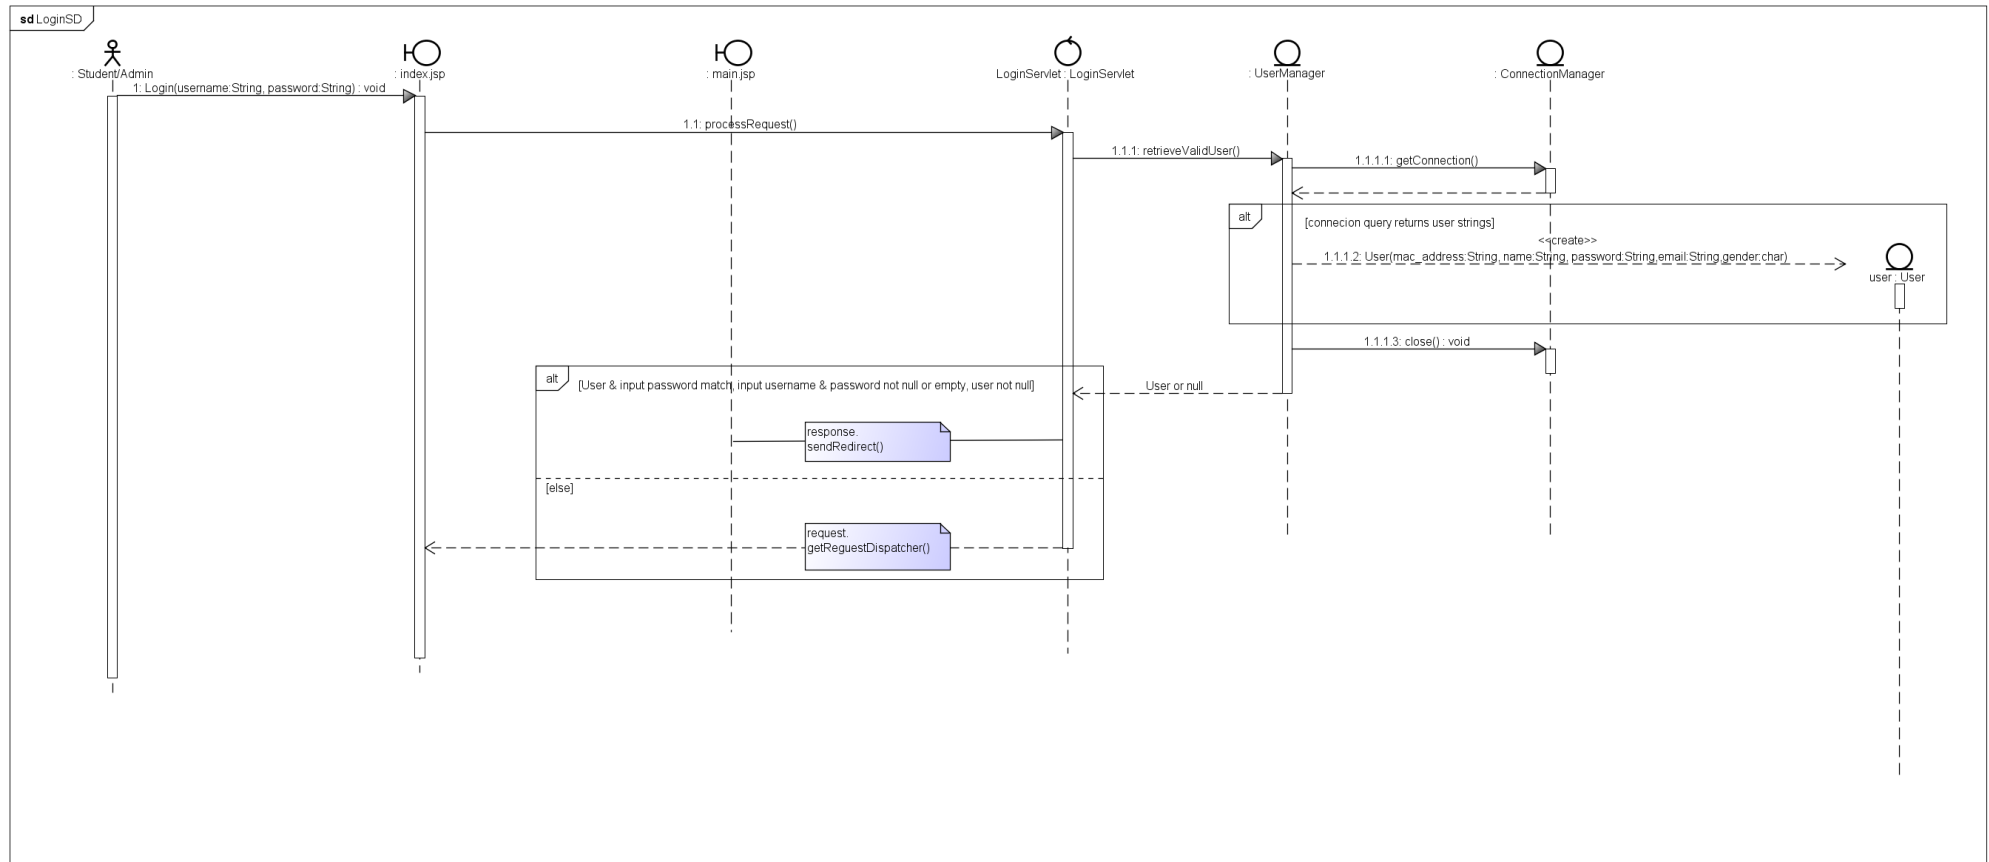 sd LoginSD
: Student/Admin
: index.jsp
: main.jsp
LoginServlet : LoginServlet
: UserManager
: ConnectionManager
1: Login(username:String, password:String) : void
1.1: processRequest()
1.1.1: retrieveValidUser()
1.1.1.1: getConnection()
alt
[connecion query returns user strings]
<<create>>
1.1.1.2: User(mac_address:String, name:String, password:String,email:String,gender:char)
user : User
1.1.1.3: close() : void
alt
[User & input password match, input username & password not null or empty, user not null]
User or null
response.
sendRedirect()
[else]
request.
getReguestDispatcher()